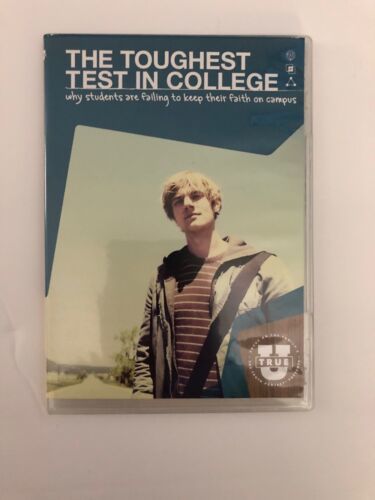 THE TOUGHEST
TEST IN COLLEGE
why students are failing to keep their faith on campus
U
TRUE